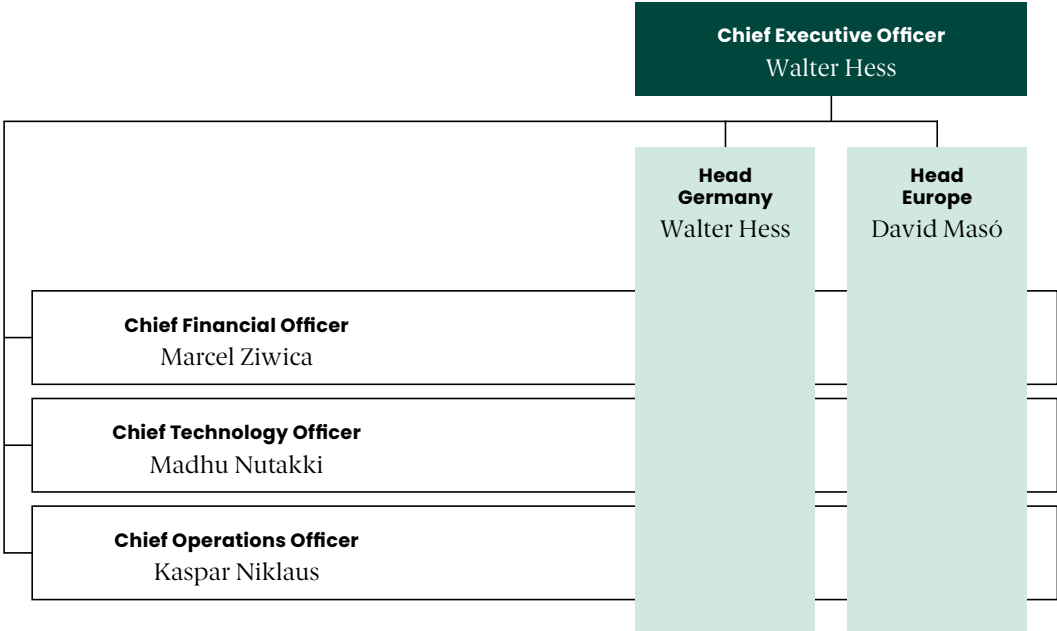 Chief Executive Officer
Walter Hess
Head
Germany
Walter Hess
Head
Europe
David Masó
Chief Financial Officer
Marcel Ziwica
Chief Technology Officer
Madhu Nutakki
Chief Operations Officer
Kaspar Niklaus